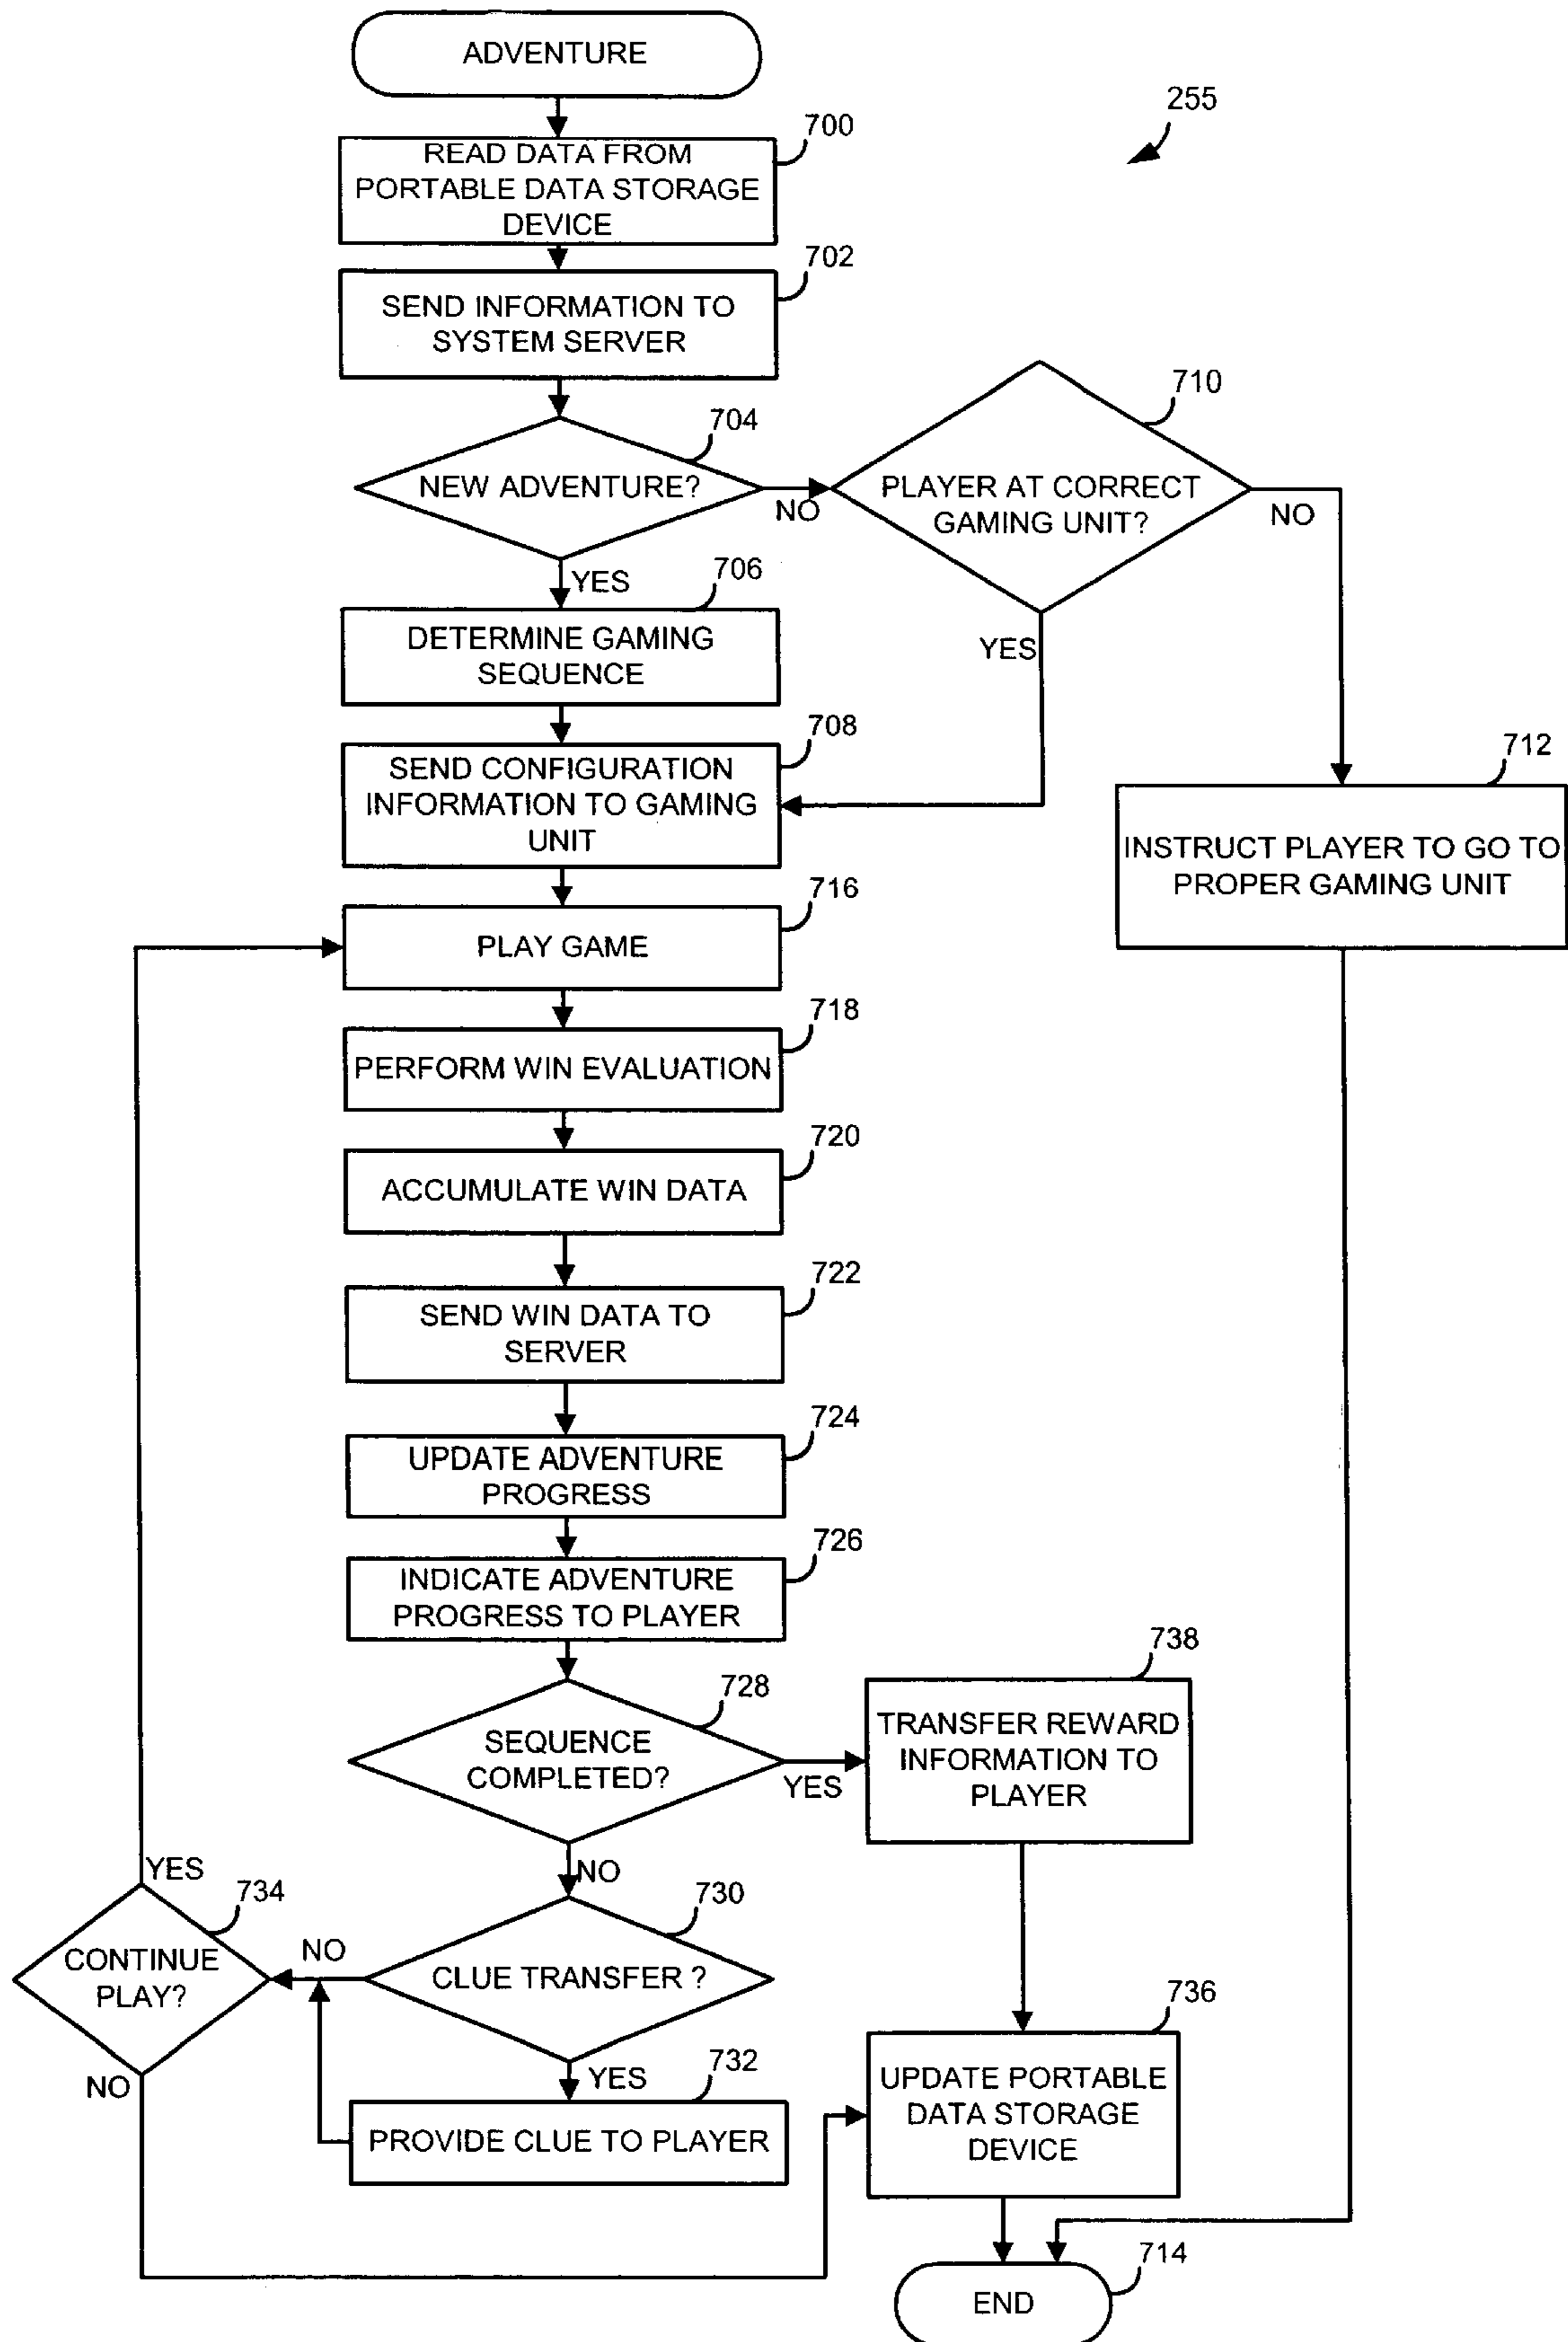 ADVENTURE
255
700
READ DATA FROM
PORTABLE DATA STORAGE
DEVICE
702
SEND INFORMATION TO
SYSTEM SERVER
704
NEW ADVENTURE?
NO
YES
710
PLAYER AT CORRECT
GAMING UNIT?
NO
YES
706
DETERMINE GAMING
SEQUENCE
708
SEND CONFIGURATION
INFORMATION TO GAMING
UNIT
712
INSTRUCT PLAYER TO GO TO
PROPER GAMING UNIT
716
PLAY GAME
718
PERFORM WIN EVALUATION
720
ACCUMULATE WIN DATA
722
SEND WIN DATA TO
SERVER
724
UPDATE ADVENTURE
PROGRESS
726
INDICATE ADVENTURE
PROGRESS TO PLAYER
728
SEQUENCE
COMPLETED?
YES
NO
738
TRANSFER REWARD
INFORMATION TO
PLAYER
730
CLUE TRANSFER ?
NO
YES
734
CONTINUE
PLAY?
YES
NO
732
PROVIDE CLUE TO PLAYER
736
UPDATE PORTABLE
DATA STORAGE
DEVICE
714
END